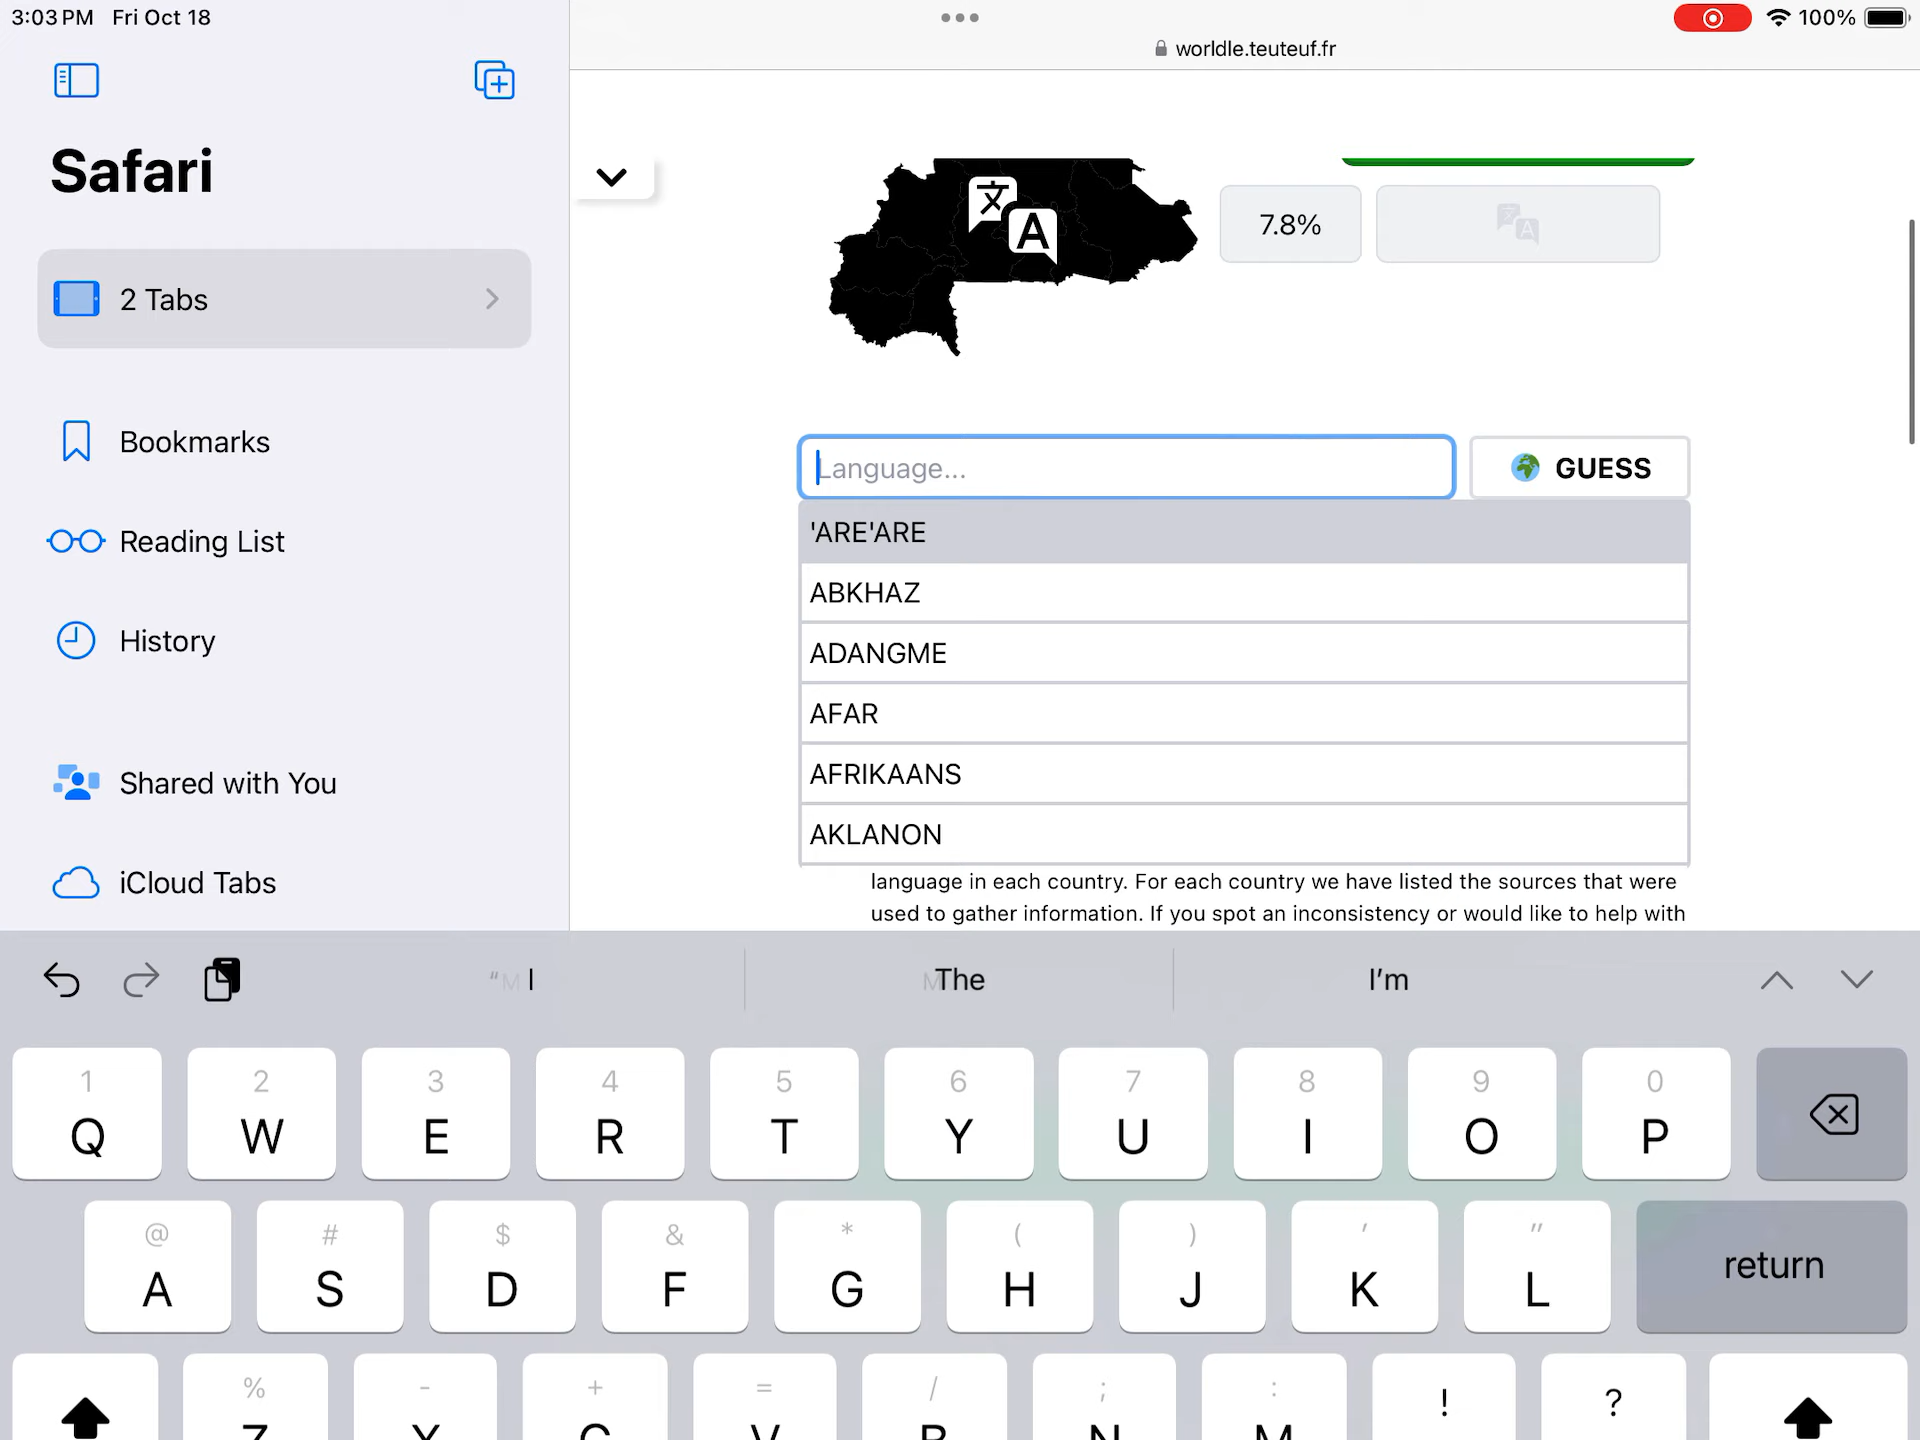 3:03 PM Fri Oct 18
100%
worldle.teuteuf.fr
Safari
2 Tabs
Bookmarks
Reading List
History
Shared with You
iCloud Tabs
文
A
7.8%
文
A
Language...
GUESS
'ARE'ARE
ABKHAZ
ADANGME
AFAR
AFRIKAANS
AKLANON
language in each country. For each country we have listed the sources that were
used to gather information. If you spot an inconsistency or would like to help with
"M I
M The
I'm
1 2 3 4 5 6 7 8 9 0
Q W E R T Y U I O P
@ # $ & * ( ) ' "
A S D F G H J K L return
% - + = / ; : ! ?
Z X C V B N M